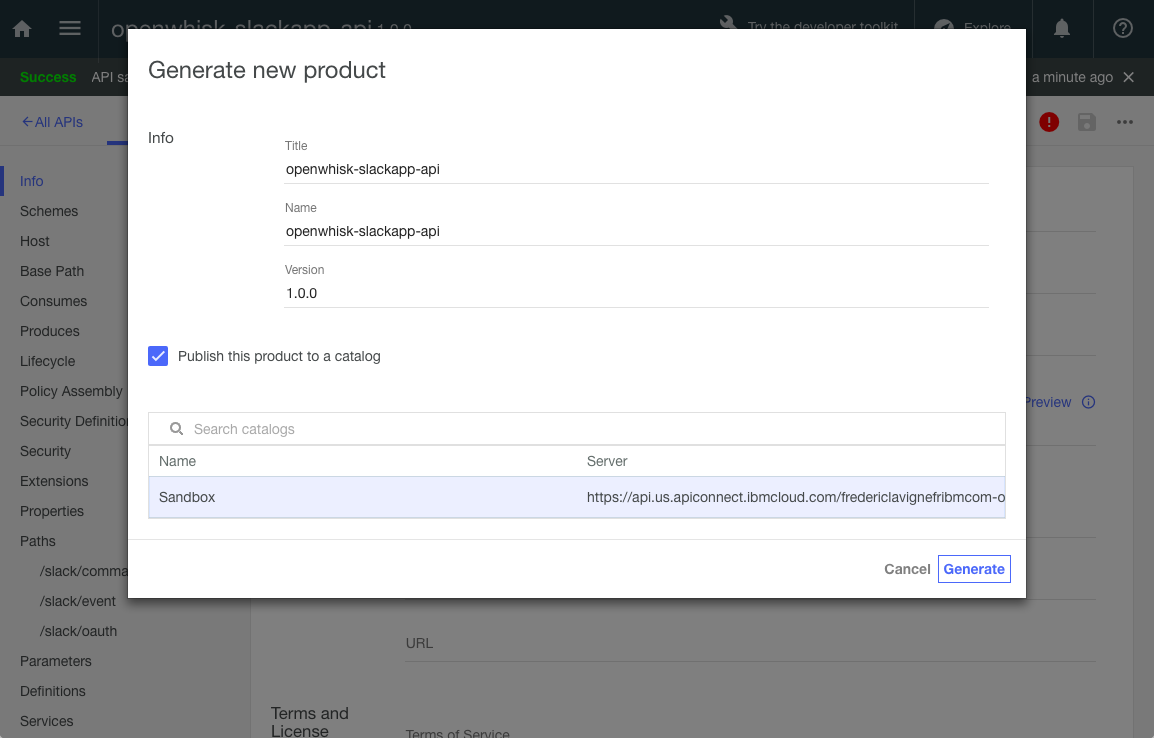 openwhisk-slackapp-api 1.0.0
Try the developer toolkit
Explore
Success API sa
a minute ago
All APIs
Generate new product
Info
Title
openwhisk-slackapp-api
Name
openwhisk-slackapp-api
Version
1.0.0
Publish this product to a catalog
Search catalogs
Name Server
Sandbox https://api.us.apiconnect.ibmcloud.com/fredericlavignefribmcom-o
Cancel Generate
Info
Schemes
Host
Base Path
Consumes
Produces
Lifecycle
Policy Assembly
Security Definition
Security
Extensions
Properties
Paths
/slack/comma
/slack/event
/slack/oauth
Parameters
Definitions
Services
Preview
URL
Terms and
License
Terms of Service